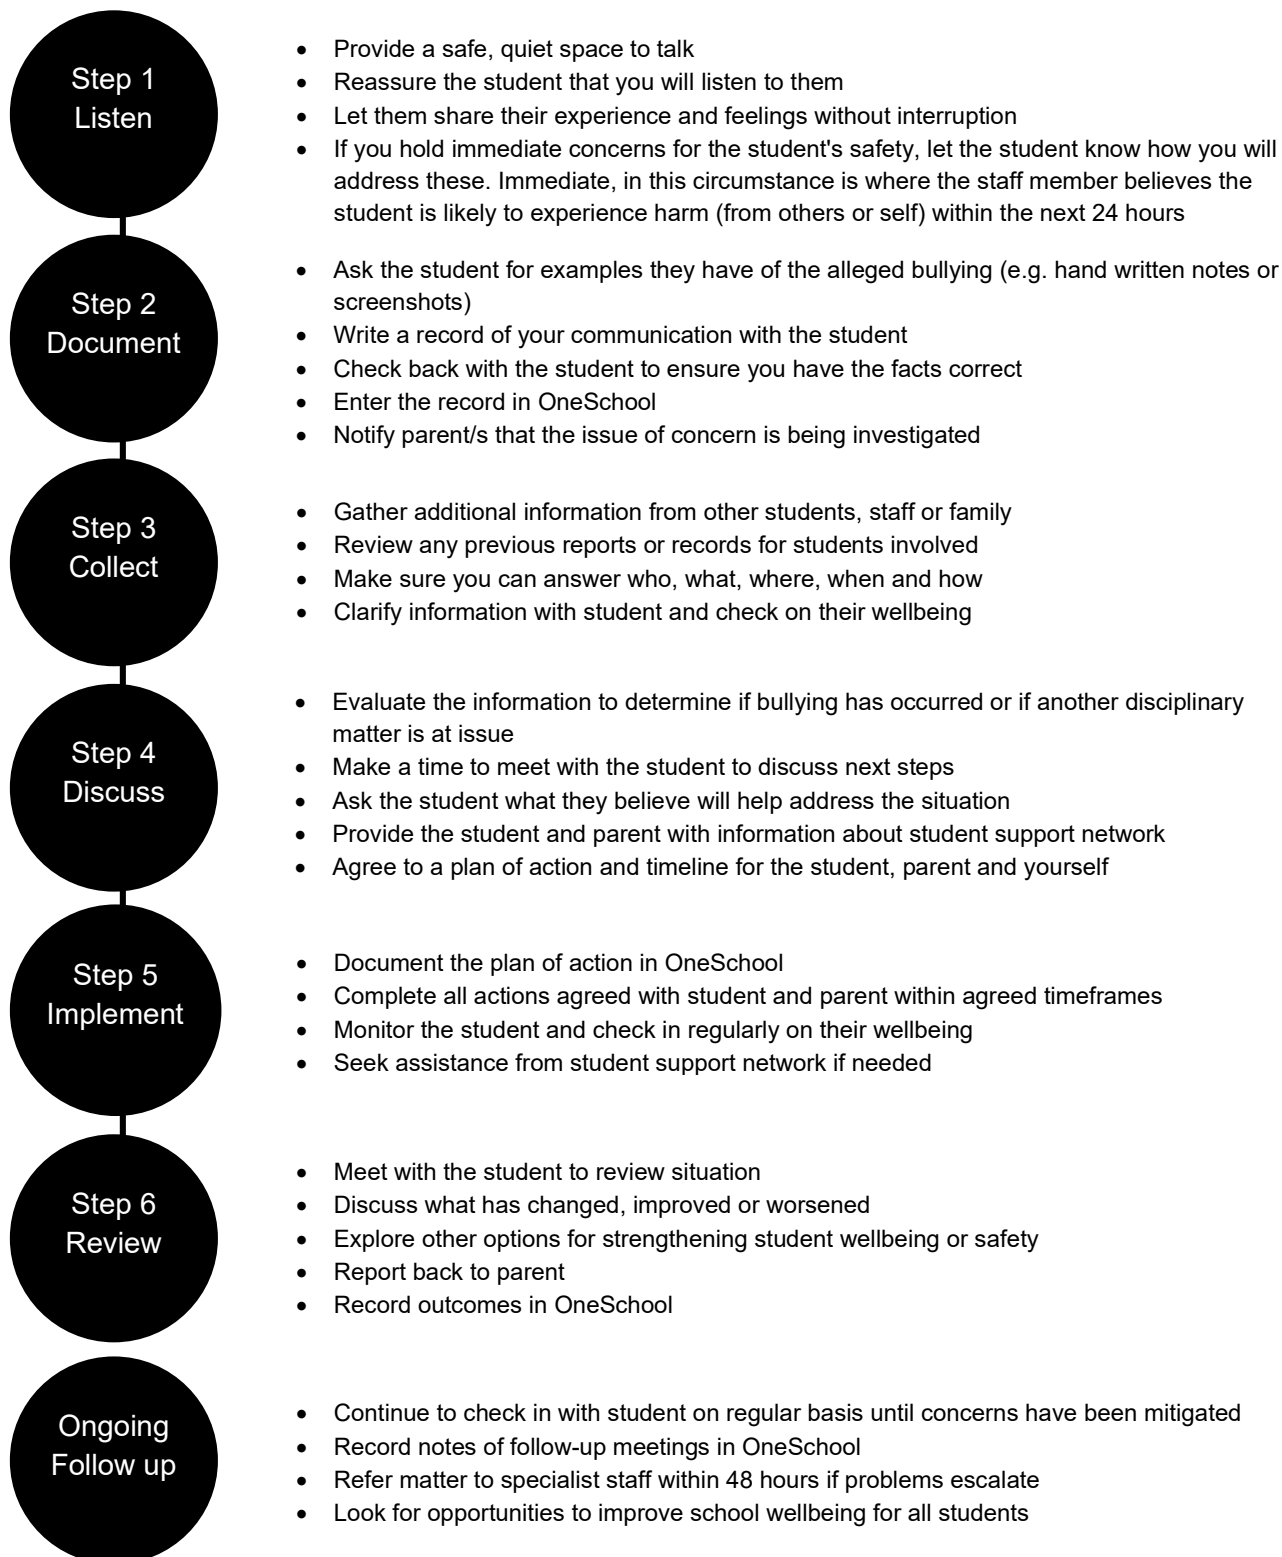 Step 1
Listen
• Provide a safe, quiet space to talk
• Reassure the student that you will listen to them
• Let them share their experience and feelings without interruption
• If you hold immediate concerns for the student's safety, let the student know how you will
address these. Immediate, in this circumstance is where the staff member believes the
student is likely to experience harm (from others or self) within the next 24 hours
Step 2
Document
• Ask the student for examples they have of the alleged bullying (e.g. hand written notes or
screenshots)
• Write a record of your communication with the student
• Check back with the student to ensure you have the facts correct
• Enter the record in OneSchool
• Notify parent/s that the issue of concern is being investigated
Step 3
Collect
• Gather additional information from other students, staff or family
• Review any previous reports or records for students involved
• Make sure you can answer who, what, where, when and how
• Clarify information with student and check on their wellbeing
Step 4
Discuss
• Evaluate the information to determine if bullying has occurred or if another disciplinary
matter is at issue
• Make a time to meet with the student to discuss next steps
• Ask the student what they believe will help address the situation
• Provide the student and parent with information about student support network
• Agree to a plan of action and timeline for the student, parent and yourself
Step 5
Implement
• Document the plan of action in OneSchool
• Complete all actions agreed with student and parent within agreed timeframes
• Monitor the student and check in regularly on their wellbeing
• Seek assistance from student support network if needed
Step 6
Review
• Meet with the student to review situation
• Discuss what has changed, improved or worsened
• Explore other options for strengthening student wellbeing or safety
• Report back to parent
• Record outcomes in OneSchool
Ongoing
Follow up
• Continue to check in with student on regular basis until concerns have been mitigated
• Record notes of follow-up meetings in OneSchool
• Refer matter to specialist staff within 48 hours if problems escalate
• Look for opportunities to improve school wellbeing for all students